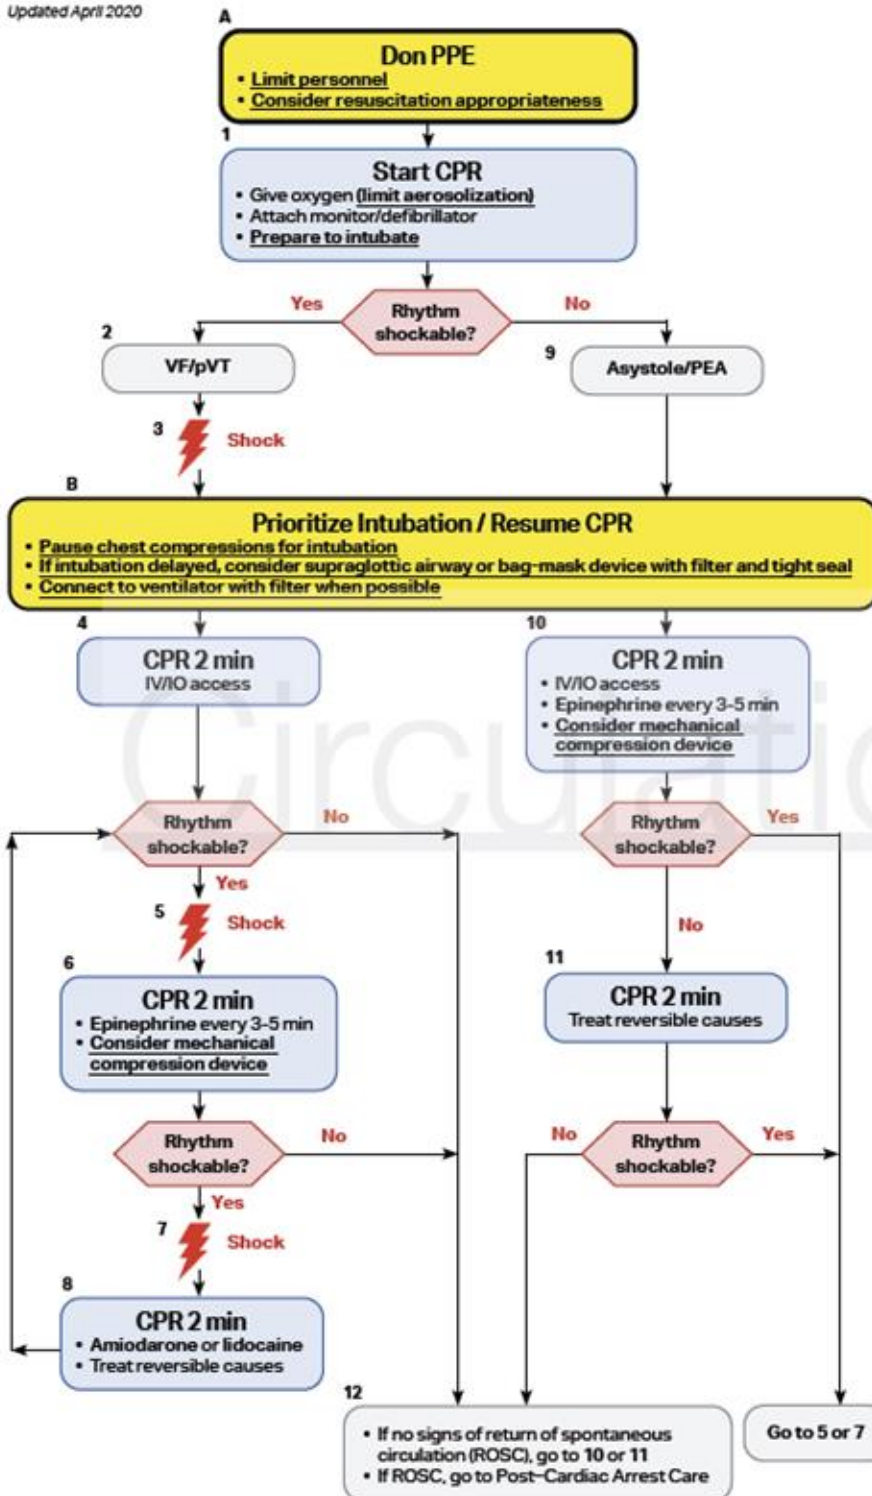 Updated April 2020
A
Don PPE
• Limit personnel
• Consider resuscitation appropriateness
1
Start CPR
• Give oxygen (limit aerosolization)
• Attach monitor/defibrillator
• Prepare to intubate
Yes
Rhythm
shockable?
No
2
VF/pVT
9
Asystole/PEA
3
Shock
B
Prioritize Intubation / Resume CPR
• Pause chest compressions for intubation
• If intubation delayed, consider supraglottic airway or bag-mask device with filter and tight seal
• Connect to ventilator with filter when possible
4
CPR 2 min
IV/IO access
10
CPR 2 min
• IV/IO access
• Epinephrine every 3-5 min
• Consider mechanical
compression device
Circulatio
Rhythm
shockable?
No
Yes
Rhythm
shockable?
Yes
No
5
Shock
6
CPR 2 min
• Epinephrine every 3-5 min
• Consider mechanical
compression device
11
CPR 2 min
Treat reversible causes
Rhythm
shockable?
No
Yes
No
Rhythm
shockable?
Yes
7
Shock
8
CPR 2 min
• Amiodarone or lidocaine
• Treat reversible causes
12
• If no signs of return of spontaneous
circulation (ROSC), go to 10 or 11
• If ROSC, go to Post-Cardiac Arrest Care
Go to 5 or 7